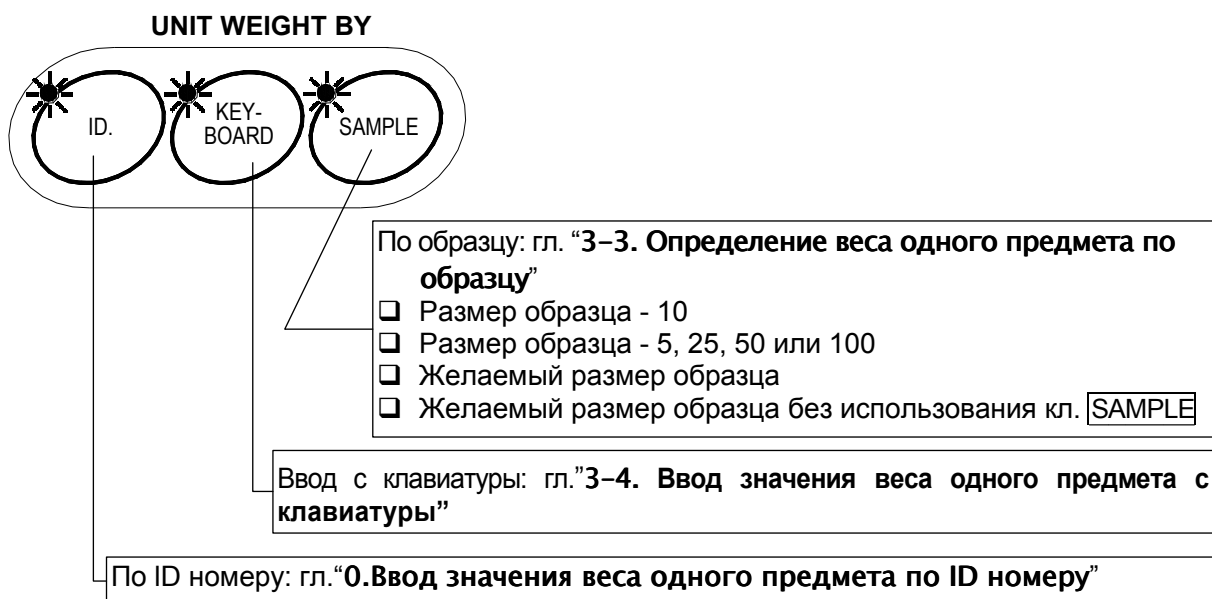 UNIT WEIGHT BY
ID.
KEY-
BOARD
SAMPLE
По образцу: гл. “3–3. Определение веса одного предмета по
образцу”
❑ Размер образца - 10
❑ Размер образца - 5, 25, 50 или 100
❑ Желаемый размер образца
❑ Желаемый размер образца без использования кл. SAMPLE
Ввод с клавиатуры: гл.”3–4. Ввод значения веса одного предмета с
клавиатуры”
По ID номеру: гл.“0.Ввод значения веса одного предмета по ID номеру”